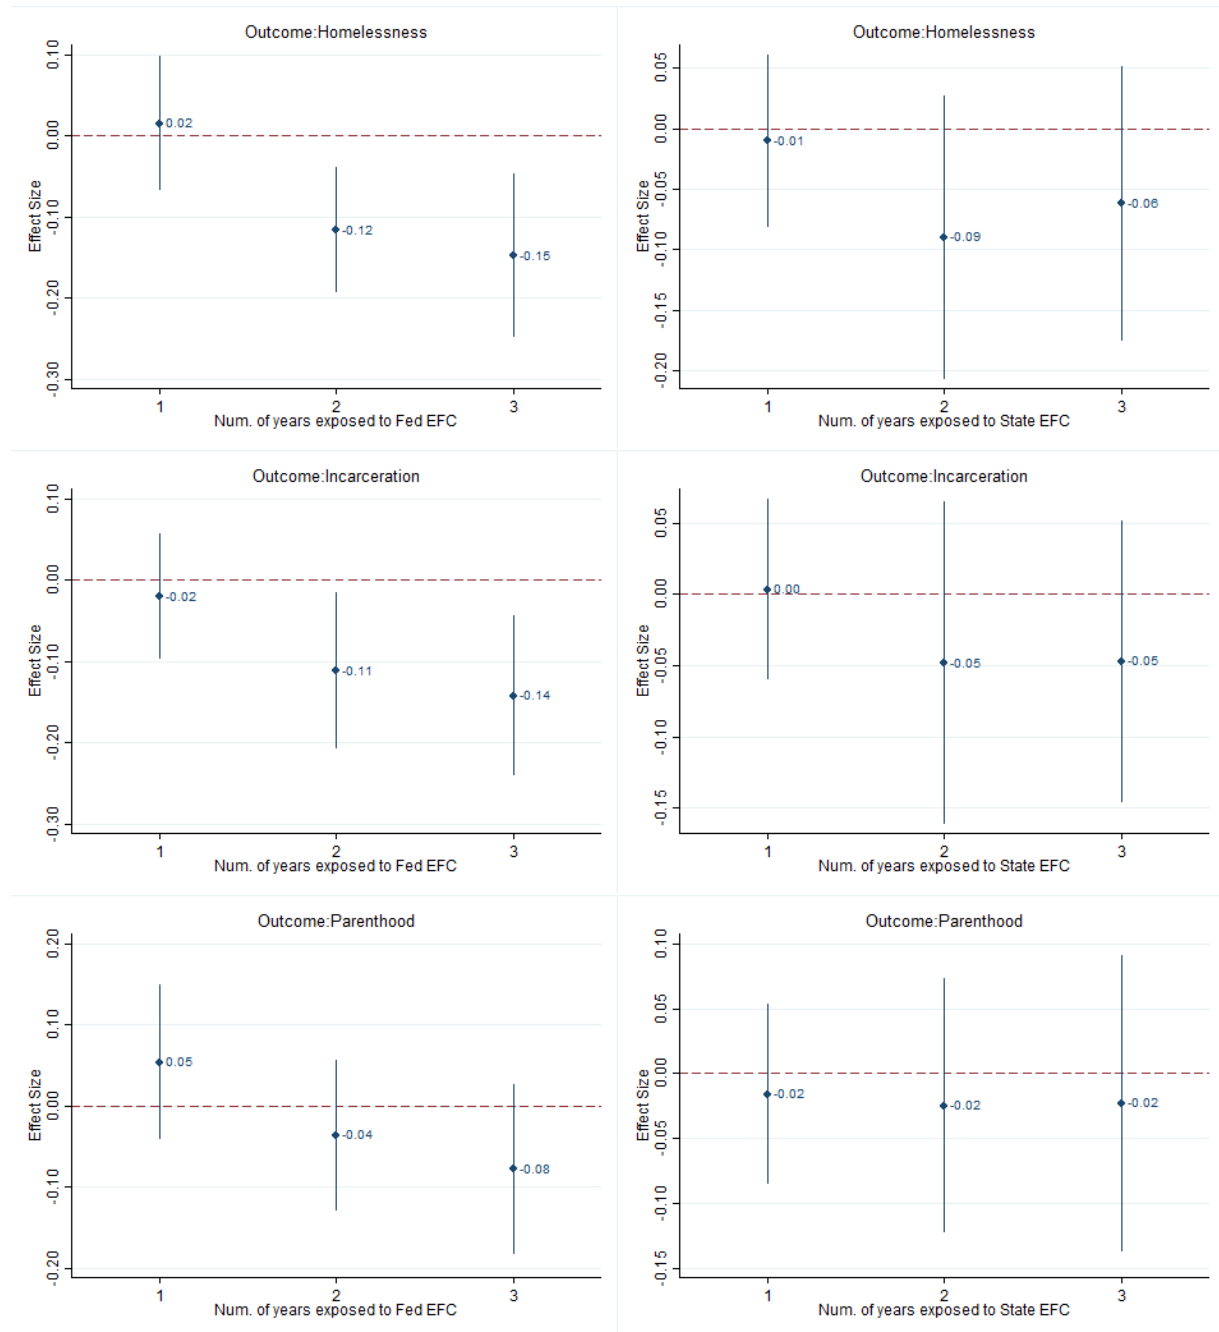 Outcome:Homelessness
Effect Size
0.10
0.00
-0.10
-0.20
-0.30
0.02
-0.12
-0.15
1 2 3
Num. of years exposed to Fed EFC
Outcome:Homelessness
Effect Size
0.05
0.00
-0.05
-0.10
-0.15
-0.20
-0.01
-0.09
-0.06
1 2 3
Num. of years exposed to State EFC
Outcome:Incarceration
Effect Size
0.10
0.00
-0.10
-0.20
-0.30
-0.02
-0.11
-0.14
1 2 3
Num. of years exposed to Fed EFC
Outcome:Incarceration
Effect Size
0.05
0.00
-0.05
-0.10
-0.15
0.00
-0.05
-0.05
1 2 3
Num. of years exposed to State EFC
Outcome:Parenthood
Effect Size
0.20
0.10
0.00
-0.10
-0.20
0.05
-0.04
-0.08
1 2 3
Num. of years exposed to Fed EFC
Outcome:Parenthood
Effect Size
0.10
0.05
0.00
-0.05
-0.10
-0.15
-0.02
-0.02
-0.02
1 2 3
Num. of years exposed to State EFC